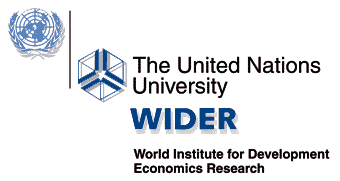 The United Nations
University
WIDER
World Institute for Development
Economics Research